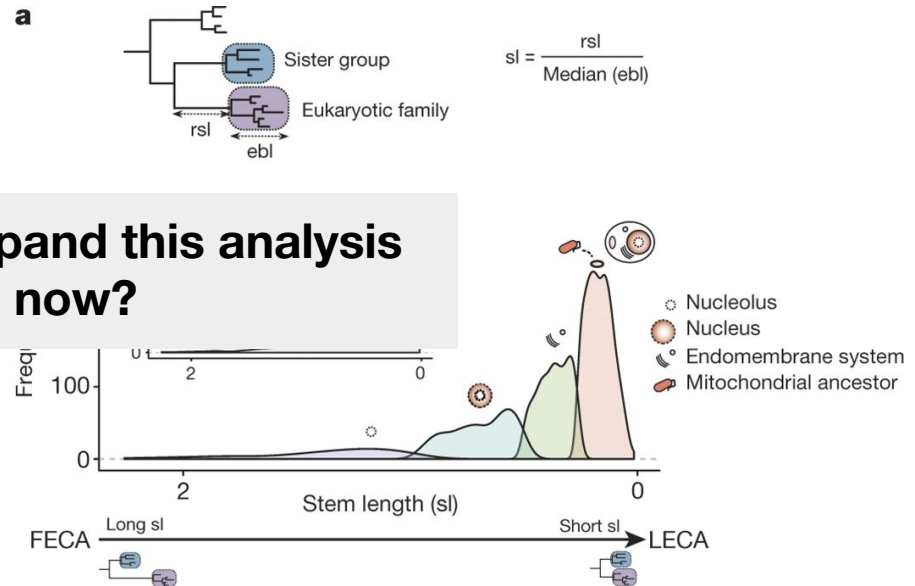 a
Sister group
Eukaryotic family
rsl
ebl
sl = rsl / Median (ebl)
pand this analysis
now?
0
2 0
100
0
2 0
Stem length (sl)
Nucleolus
Nucleus
Endomembrane system
Mitochondrial ancestor
FECA Long sl Short sl LECA